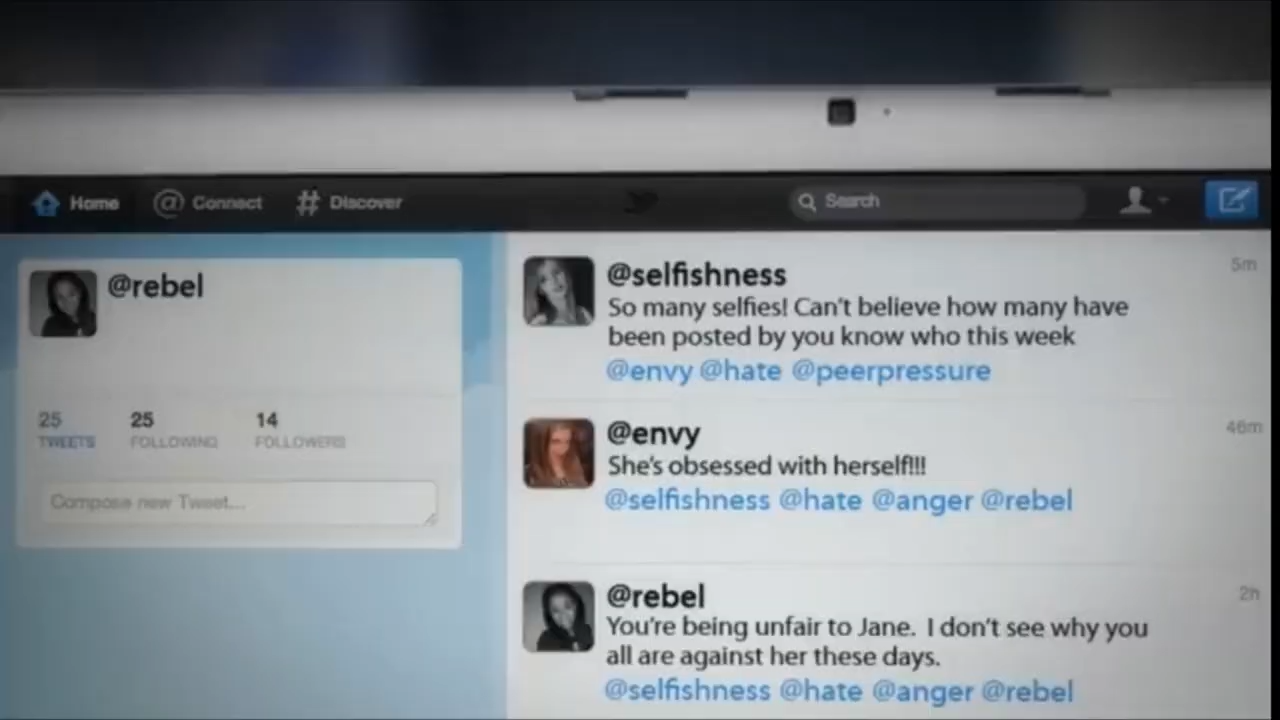 Home @ Connect # Discover Search
@rebel
25 25 14
TWEETS FOLLOWING FOLLOWERS
Compose new Tweet...
@selfishness 5m
So many selfies! Can't believe how many have
been posted by you know who this week
@envy @hate @peerpressure
@envy 46m
She's obsessed with herself!!!
@selfishness @hate @anger @rebel
@rebel 2h
You're being unfair to Jane. I don't see why you
all are against her these days.
@selfishness @hate @anger @rebel